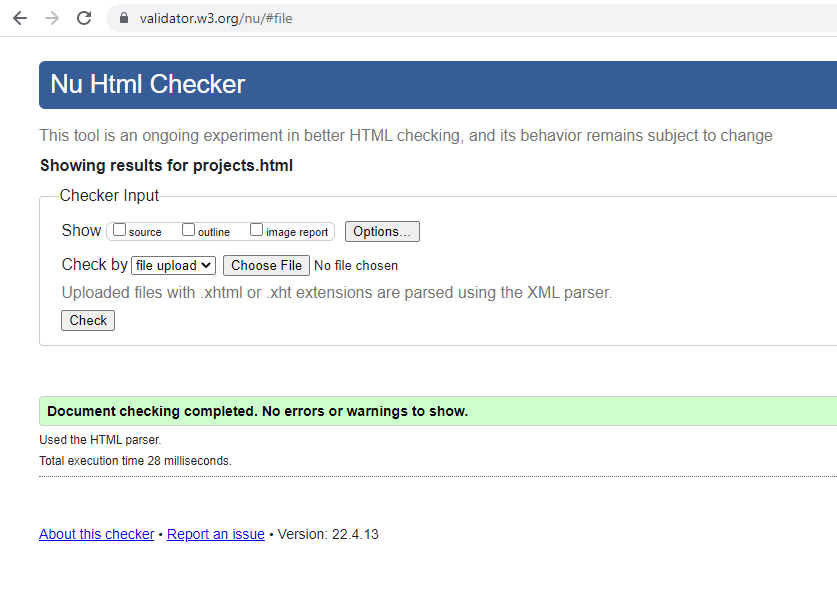 validator.w3.org/nu/#file
Nu Html Checker
This tool is an ongoing experiment in better HTML checking, and its behavior remains subject to change
Showing results for projects.html
Checker Input
Show source outline image report Options...
Check by file upload Choose File No file chosen
Uploaded files with .xhtml or .xht extensions are parsed using the XML parser.
Check
Document checking completed. No errors or warnings to show.
Used the HTML parser.
Total execution time 28 milliseconds.
About this checker • Report an issue • Version: 22.4.13